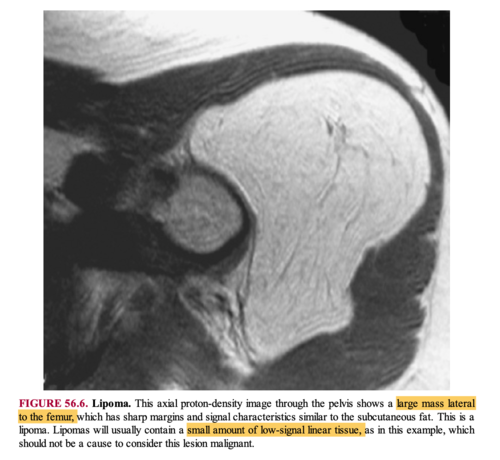 FIGURE 56.6. Lipoma. This axial proton-density image through the pelvis shows a large mass lateral
to the femur, which has sharp margins and signal characteristics similar to the subcutaneous fat. This is a
lipoma. Lipomas will usually contain a small amount of low-signal linear tissue, as in this example, which
should not be a cause to consider this lesion malignant.